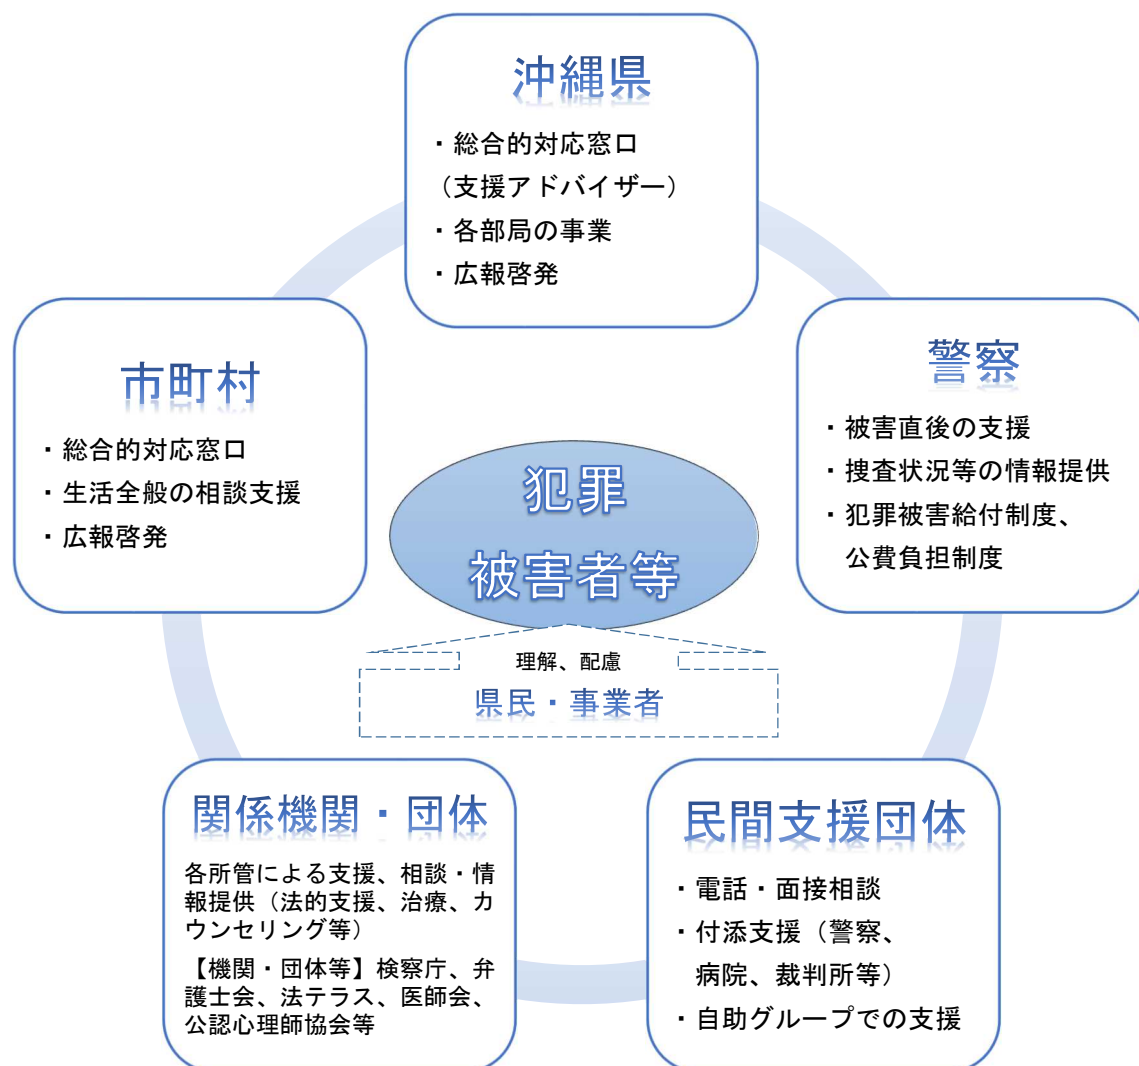 沖縄県
・総合的対応窓口
（支援アドバイザー）
・各部局の事業
・広報啓発
市町村
・総合的対応窓口
・生活全般の相談支援
・広報啓発
警察
・被害直後の支援
・捜査状況等の情報提供
・犯罪被害給付制度、
公費負担制度
犯罪
被害者等
理解、配慮
県民・事業者
関係機関・団体
各所管による支援、相談・情
報提供（法的支援、治療、カ
ウンセリング等）
【機関・団体等】検察庁、弁
護士会、法テラス、医師会、
公認心理師協会等
民間支援団体
・電話・面接相談
・付添支援（警察、
病院、裁判所等）
・自助グループでの支援